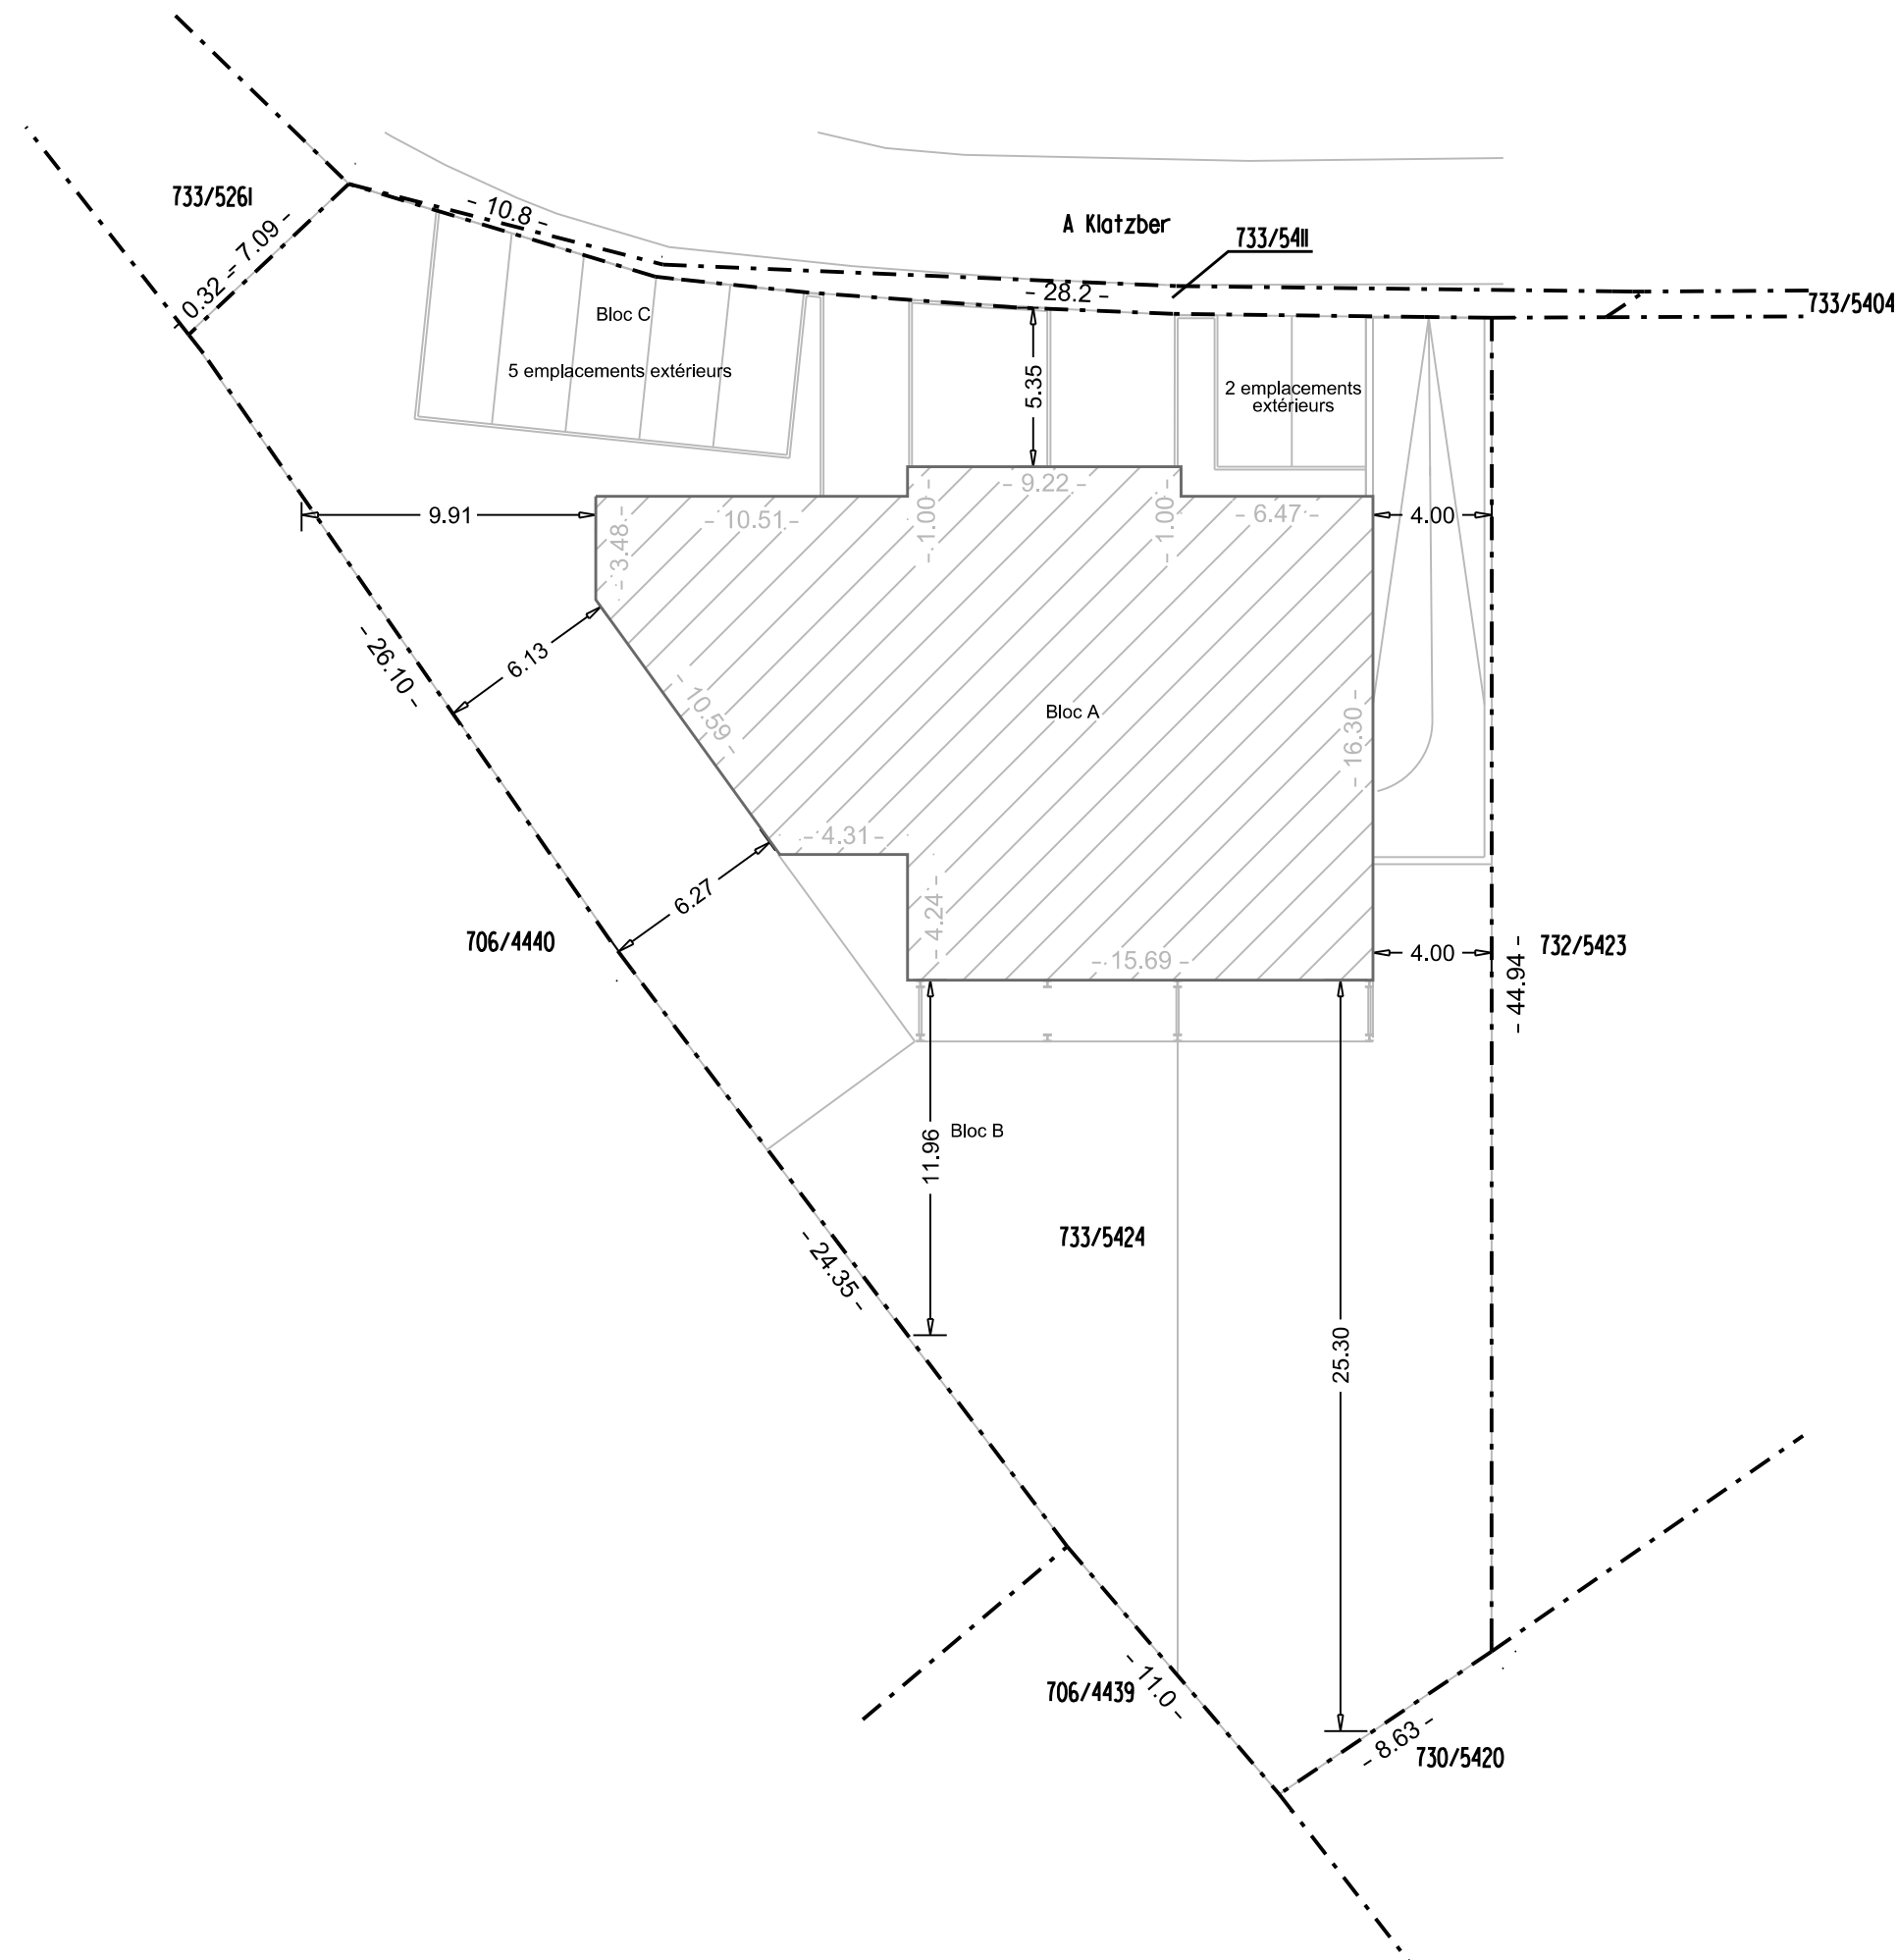 733/5261
- 10.8 -
A Klatzber
733/5411
- 7.09 -
0.32 -
- 28.2 -
733/5404
Bloc C
5 emplacements extérieurs
5.35
2 emplacements
extérieurs
- 9.22 -
9.91
- 10.51 -
- 1.00 -
- 1.00 -
- 6.47 -
4.00
- 3.48 -
- 26.10 -
6.13
- 10.59 -
Bloc A
- 16.30 -
- 4.31 -
6.27
- 4.24 -
706/4440
- 15.69 -
4.00
- 44.94 -
732/5423
11.96
Bloc B
733/5424
- 24.35 -
25.30
706/4439
- 11.0 -
- 8.63 -
730/5420